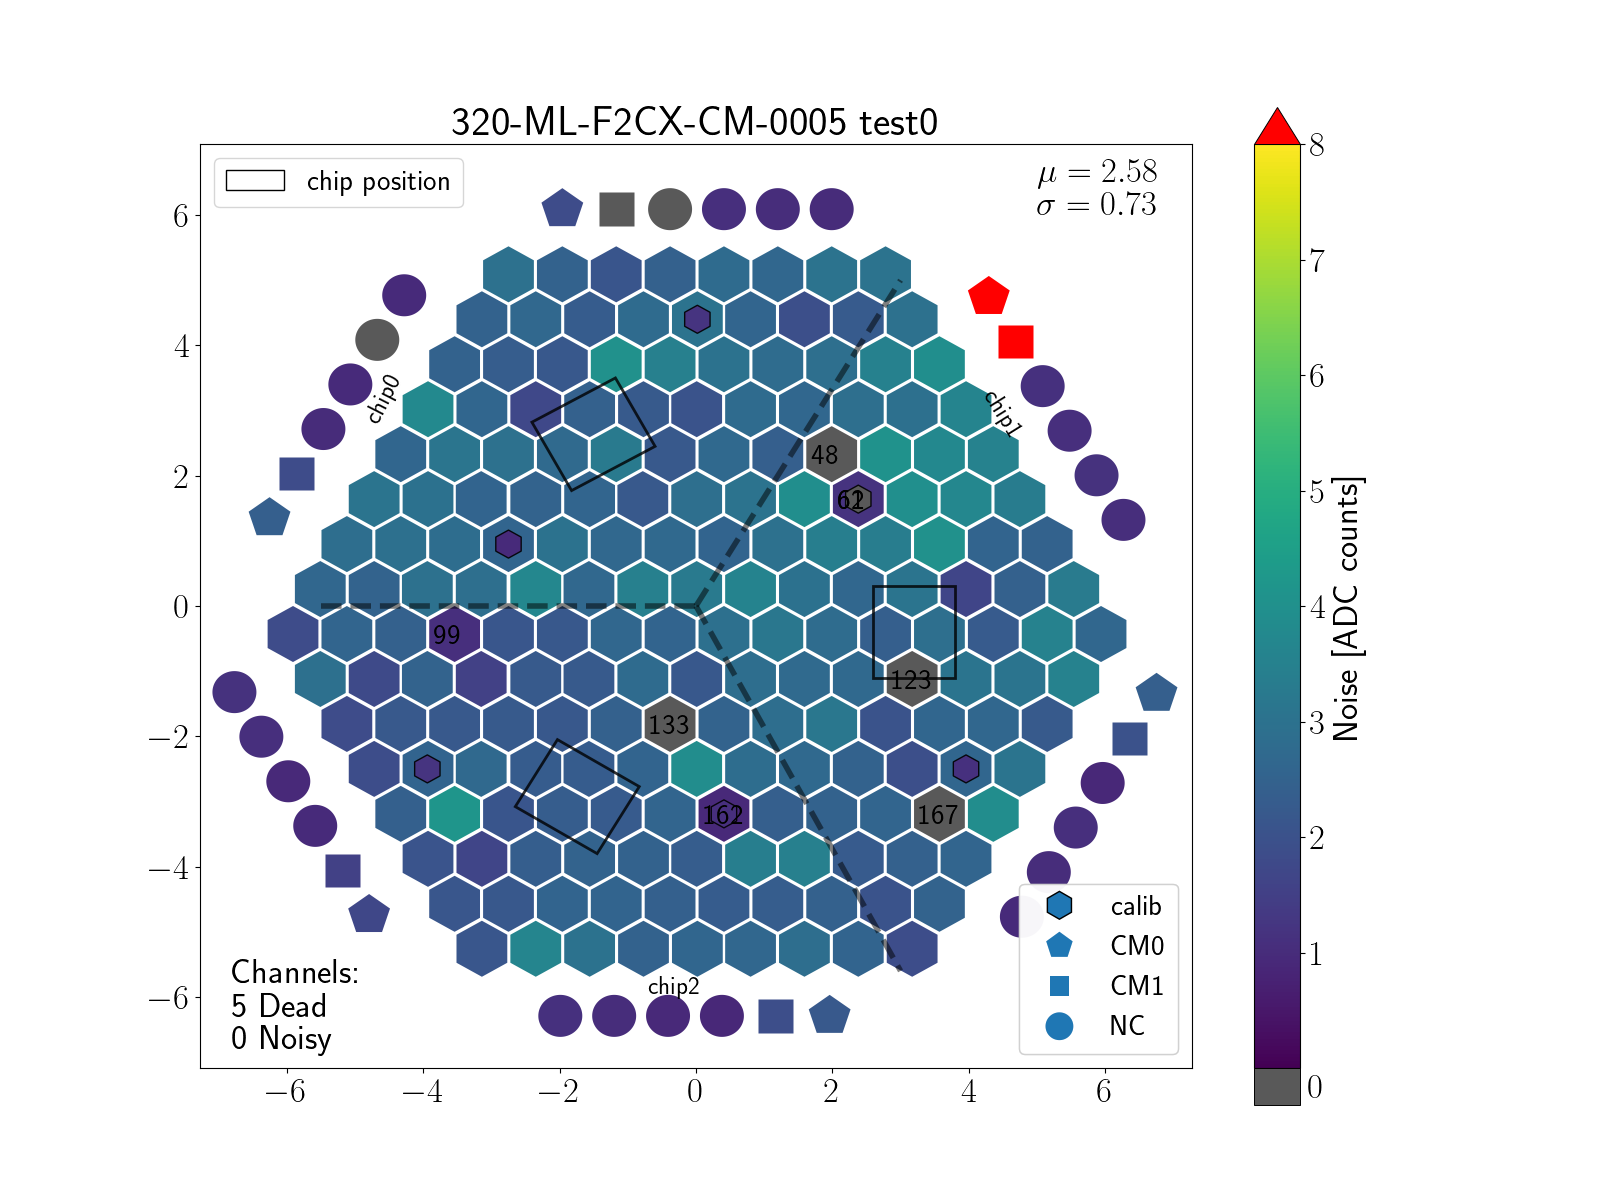 320-ML-F2CX-CM-0005 test0
chip position
μ = 2.58
σ = 0.73
6
4
2
0
−2
−4
−6
−6
−4
−2
0
2
4
6
chip0
chip1
chip2
48
99
123
133
162
167
Channels:
5 Dead
0 Noisy
calib
CM0
CM1
NC
8
7
6
5
4
3
2
1
0
Noise [ADC counts]